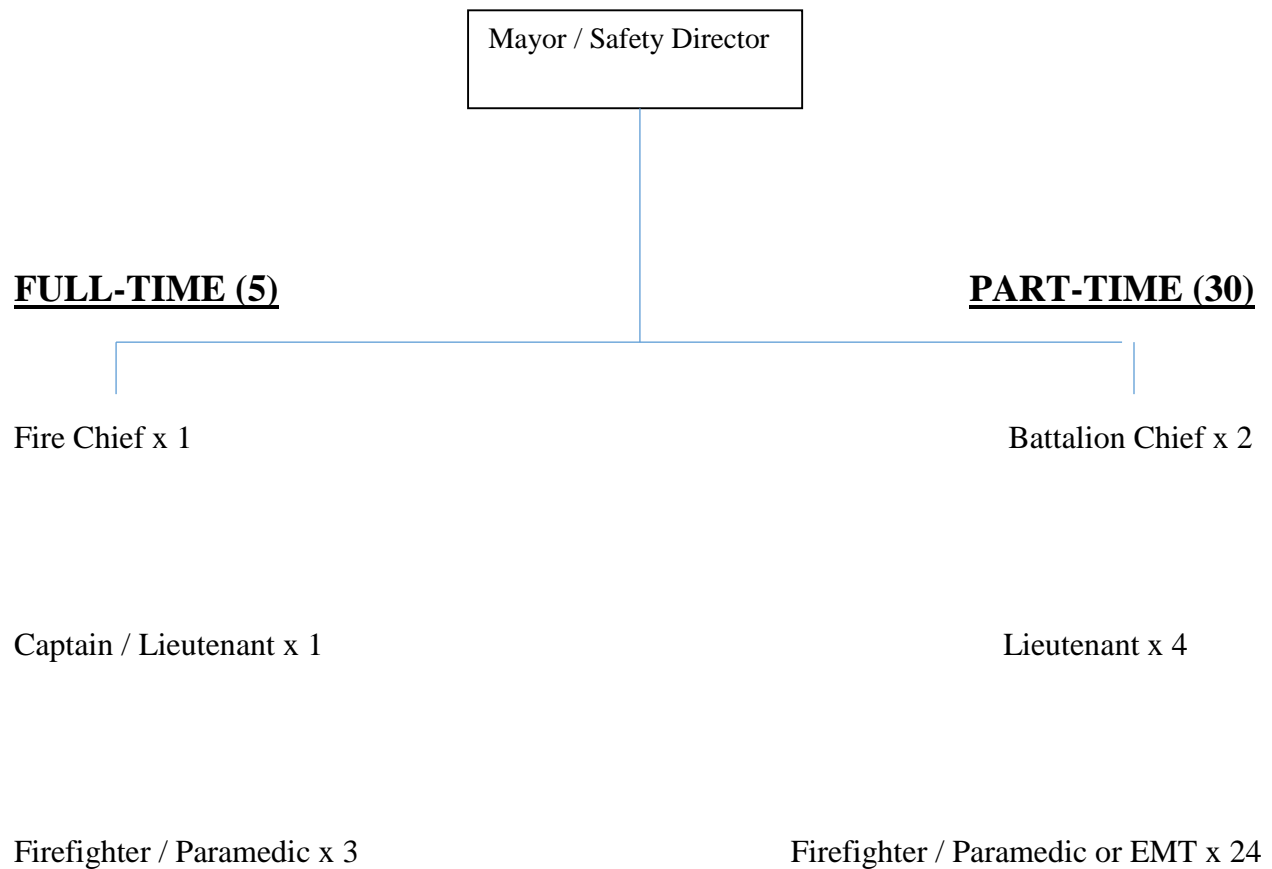 Mayor / Safety Director
FULL-TIME (5)
PART-TIME (30)
Fire Chief x 1
Battalion Chief x 2
Captain / Lieutenant x 1
Lieutenant x 4
Firefighter / Paramedic x 3
Firefighter / Paramedic or EMT x 24